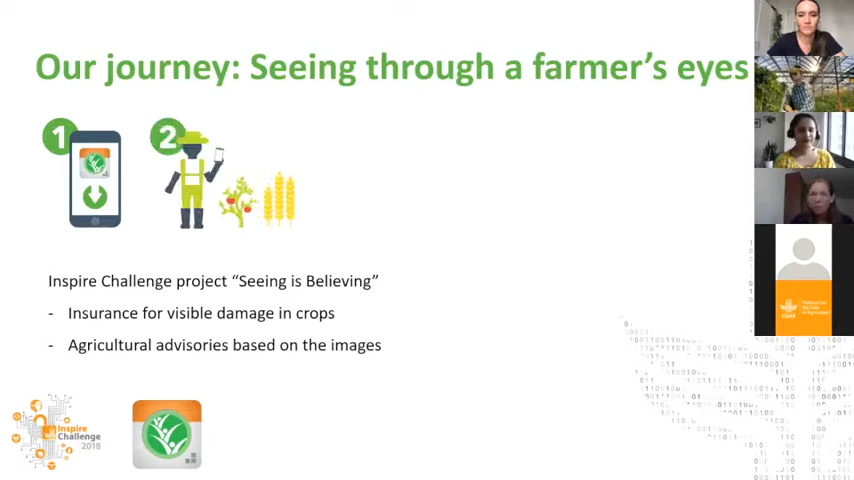 Our journey: Seeing through a farmer's eyes
1
2
Inspire Challenge project “Seeing is Believing”
- Insurance for visible damage in crops
- Agricultural advisories based on the images
Inspire
Challenge
2018